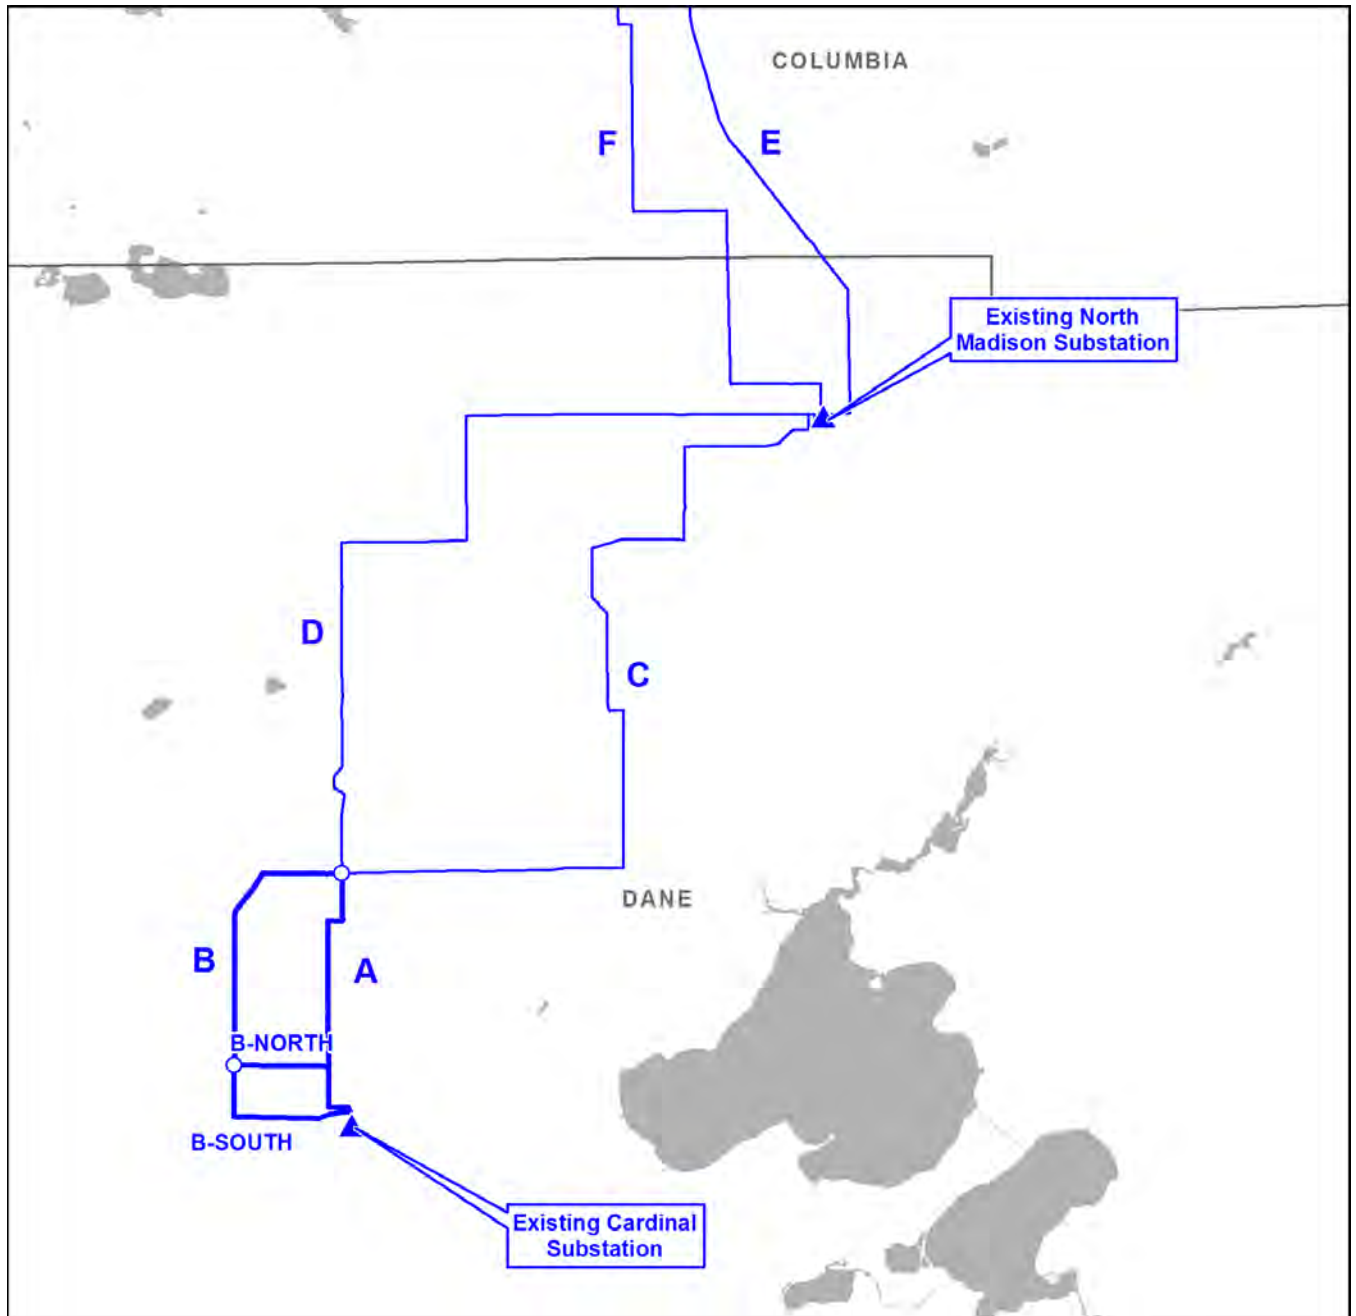 COLUMBIA
F
E
Existing North
Madison Substation
D
C
DANE
B
A
B-NORTH
B-SOUTH
Existing Cardinal
Substation